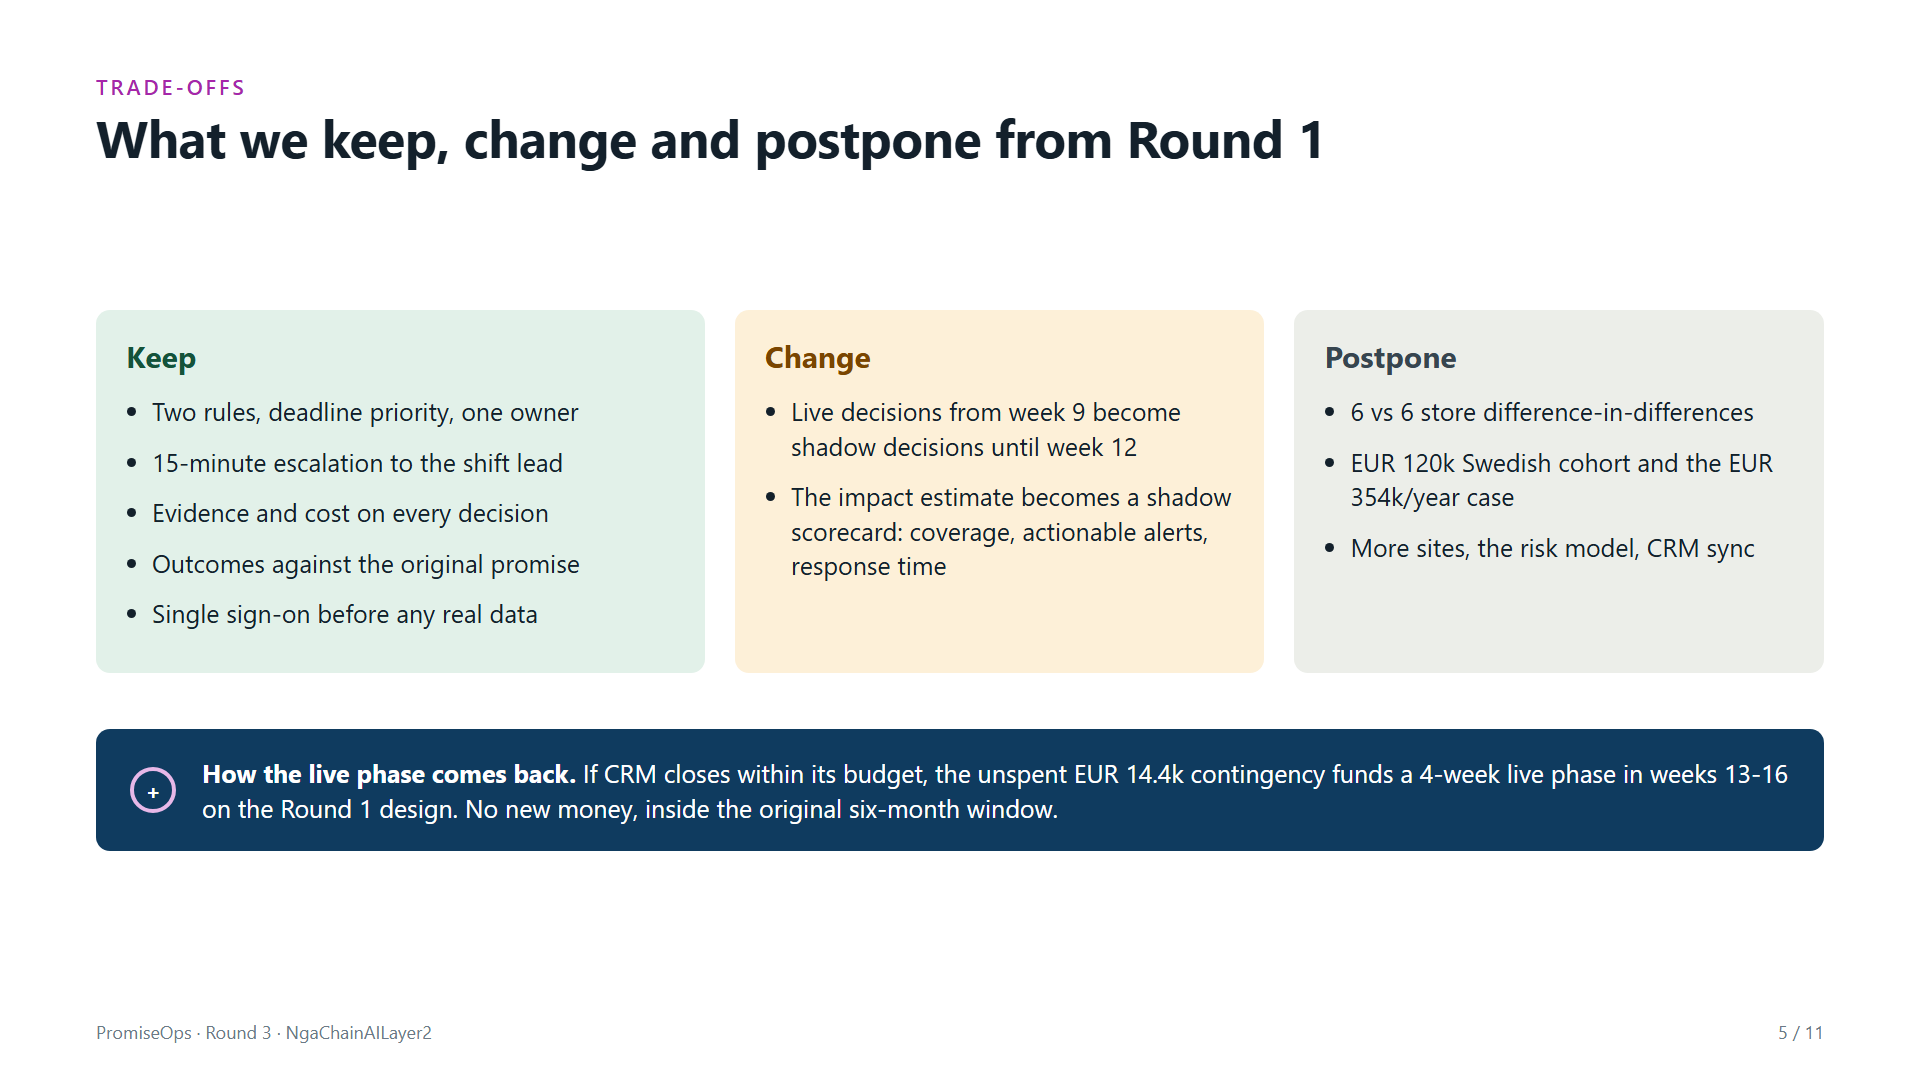 TRADE-OFFS
What we keep, change and postpone from Round 1
Keep
• Two rules, deadline priority, one owner
• 15-minute escalation to the shift lead
• Evidence and cost on every decision
• Outcomes against the original promise
• Single sign-on before any real data
Change
• Live decisions from week 9 become
shadow decisions until week 12
• The impact estimate becomes a shadow
scorecard: coverage, actionable alerts,
response time
Postpone
• 6 vs 6 store difference-in-differences
• EUR 120k Swedish cohort and the EUR
354k/year case
• More sites, the risk model, CRM sync
+
How the live phase comes back. If CRM closes within its budget, the unspent EUR 14.4k contingency funds a 4-week live phase in weeks 13-16
on the Round 1 design. No new money, inside the original six-month window.
PromiseOps · Round 3 · NgaChainAILayer2
5 / 11